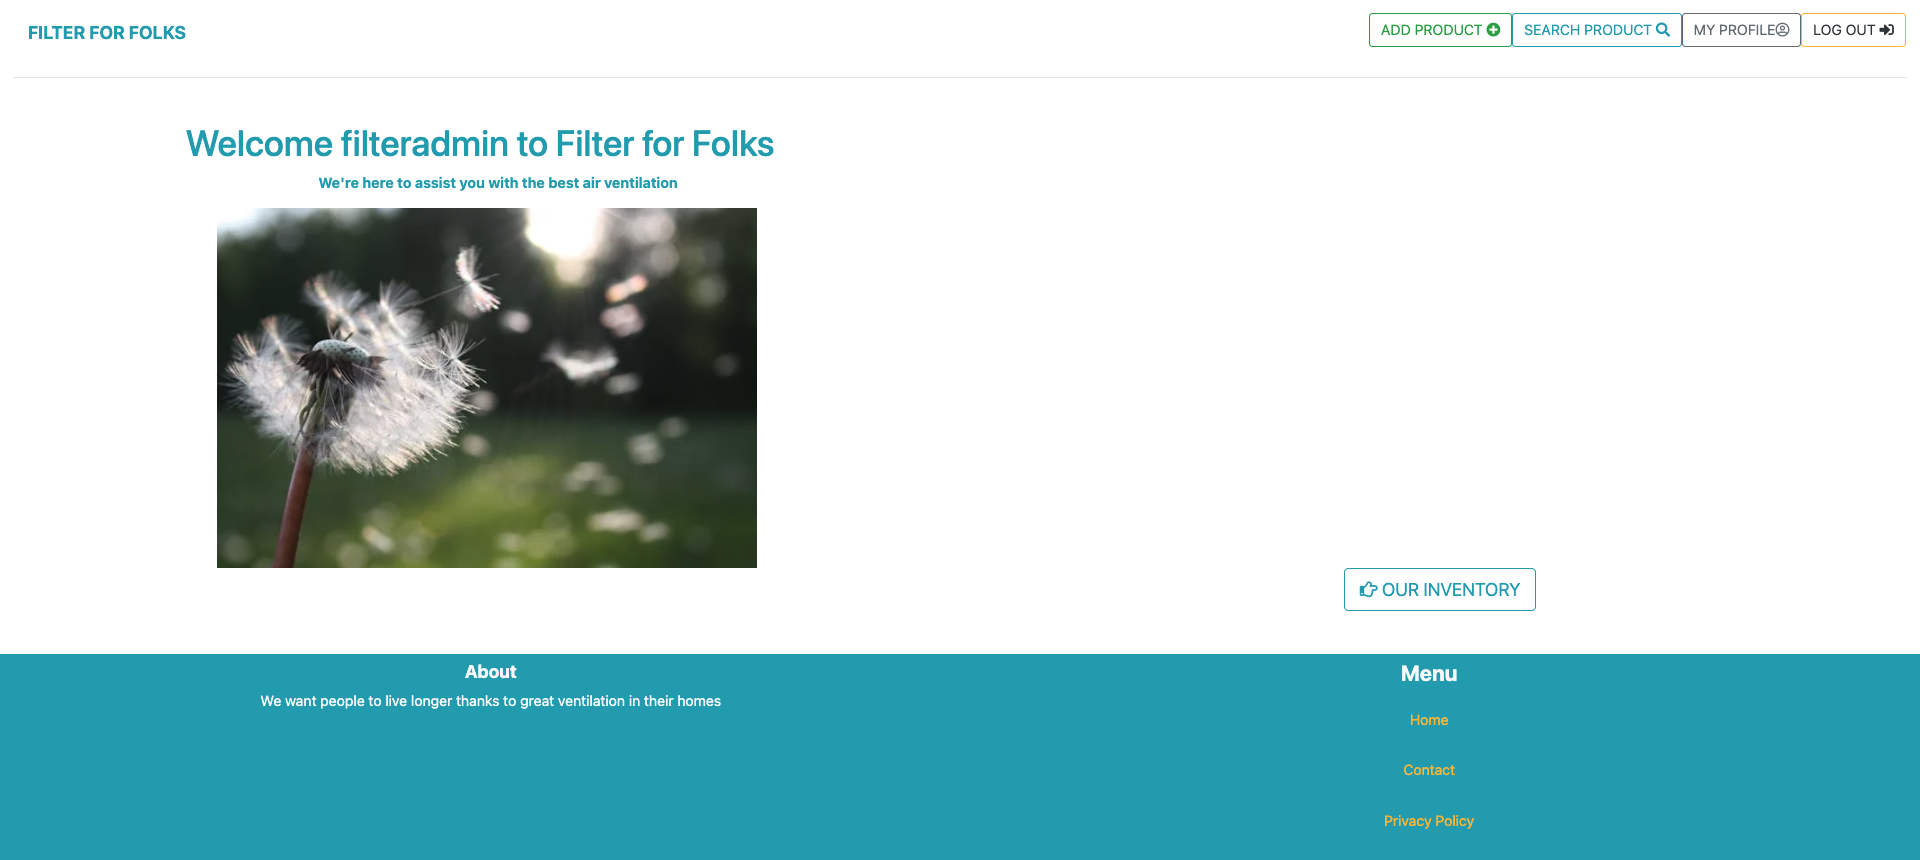 FILTER FOR FOLKS
ADD PRODUCT
SEARCH PRODUCT
MY PROFILE
LOG OUT
Welcome filteradmin to Filter for Folks
We're here to assist you with the best air ventilation
OUR INVENTORY
About
We want people to live longer thanks to great ventilation in their homes
Menu
Home
Contact
Privacy Policy